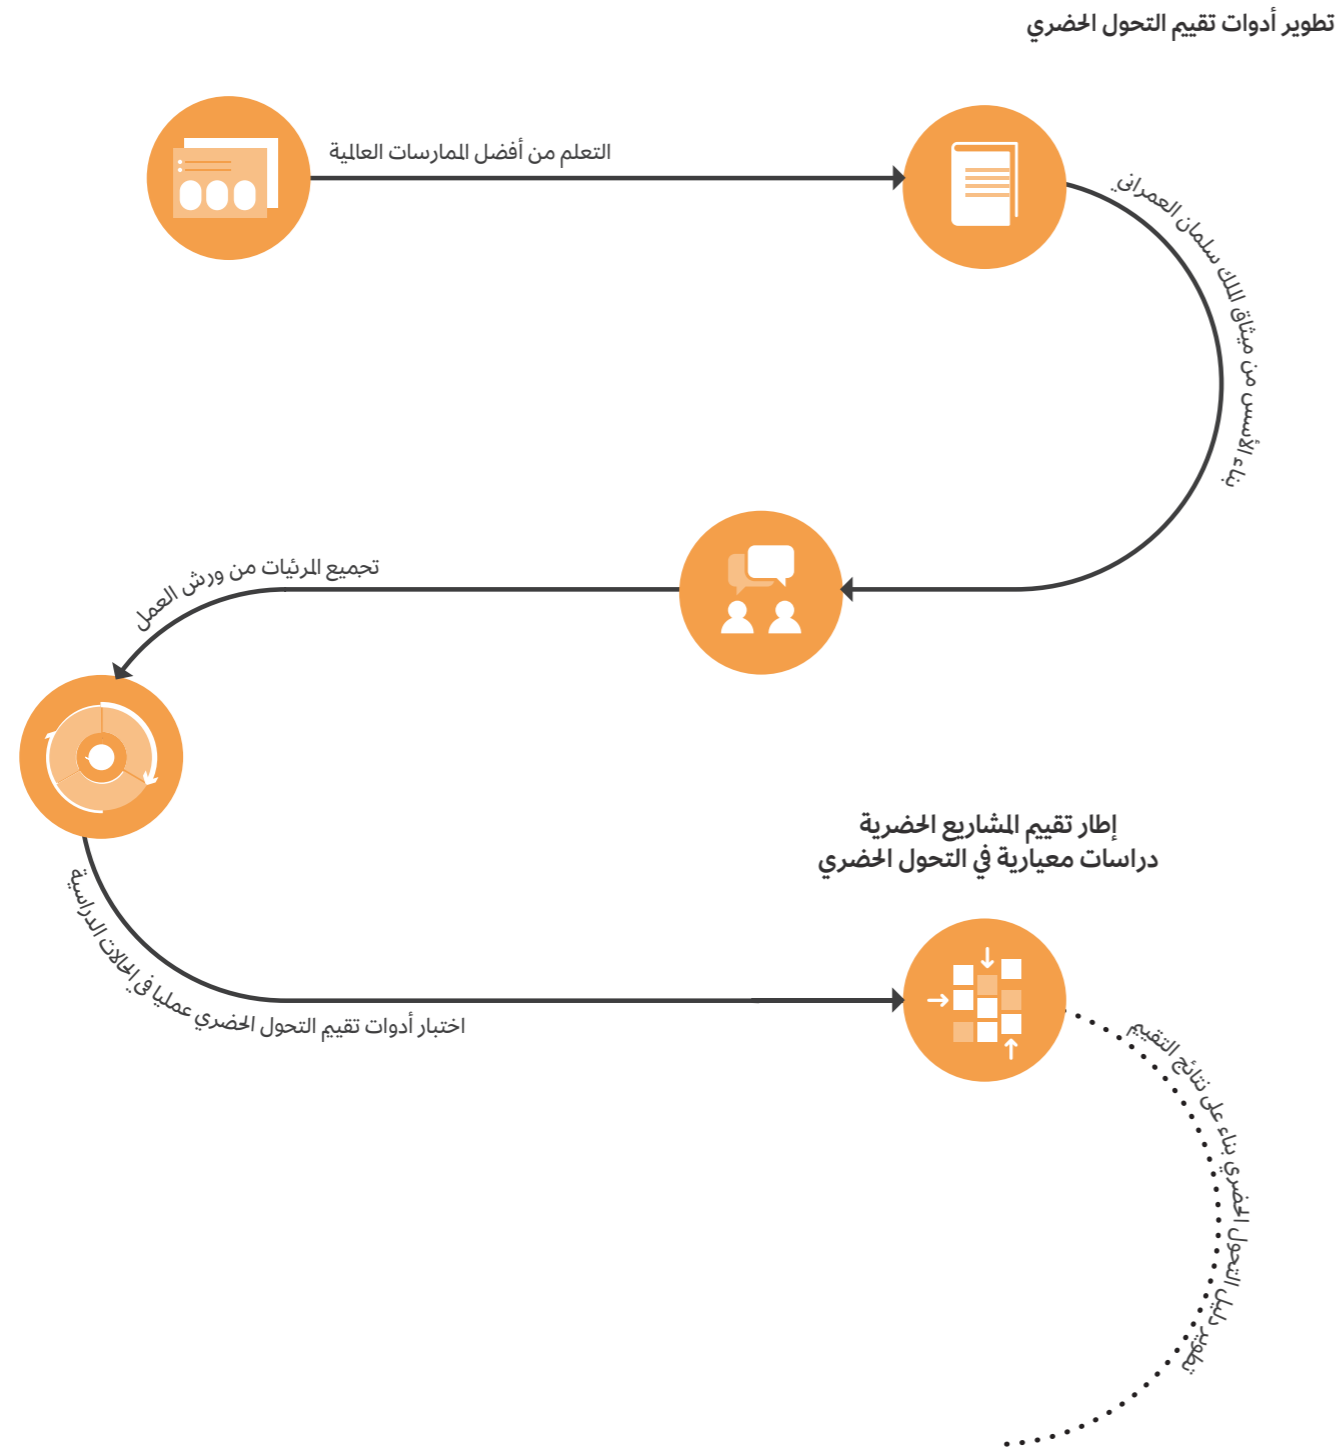 تطوير أدوات تقييم التحول الحضري
التعلم من أفضل الممارسات العالمية
بناء الأسس من ميثاق الملك سلمان العمراني
تجميع المرئيات من ورش العمل
اختبار أدوات تقييم التحول الحضري عمليا في الحالات الدراسية
إطار تقييم المشاريع الحضرية
دراسات معيارية في التحول الحضري
تطوير دليل التحول الحضري بناء على نتائج التقييم